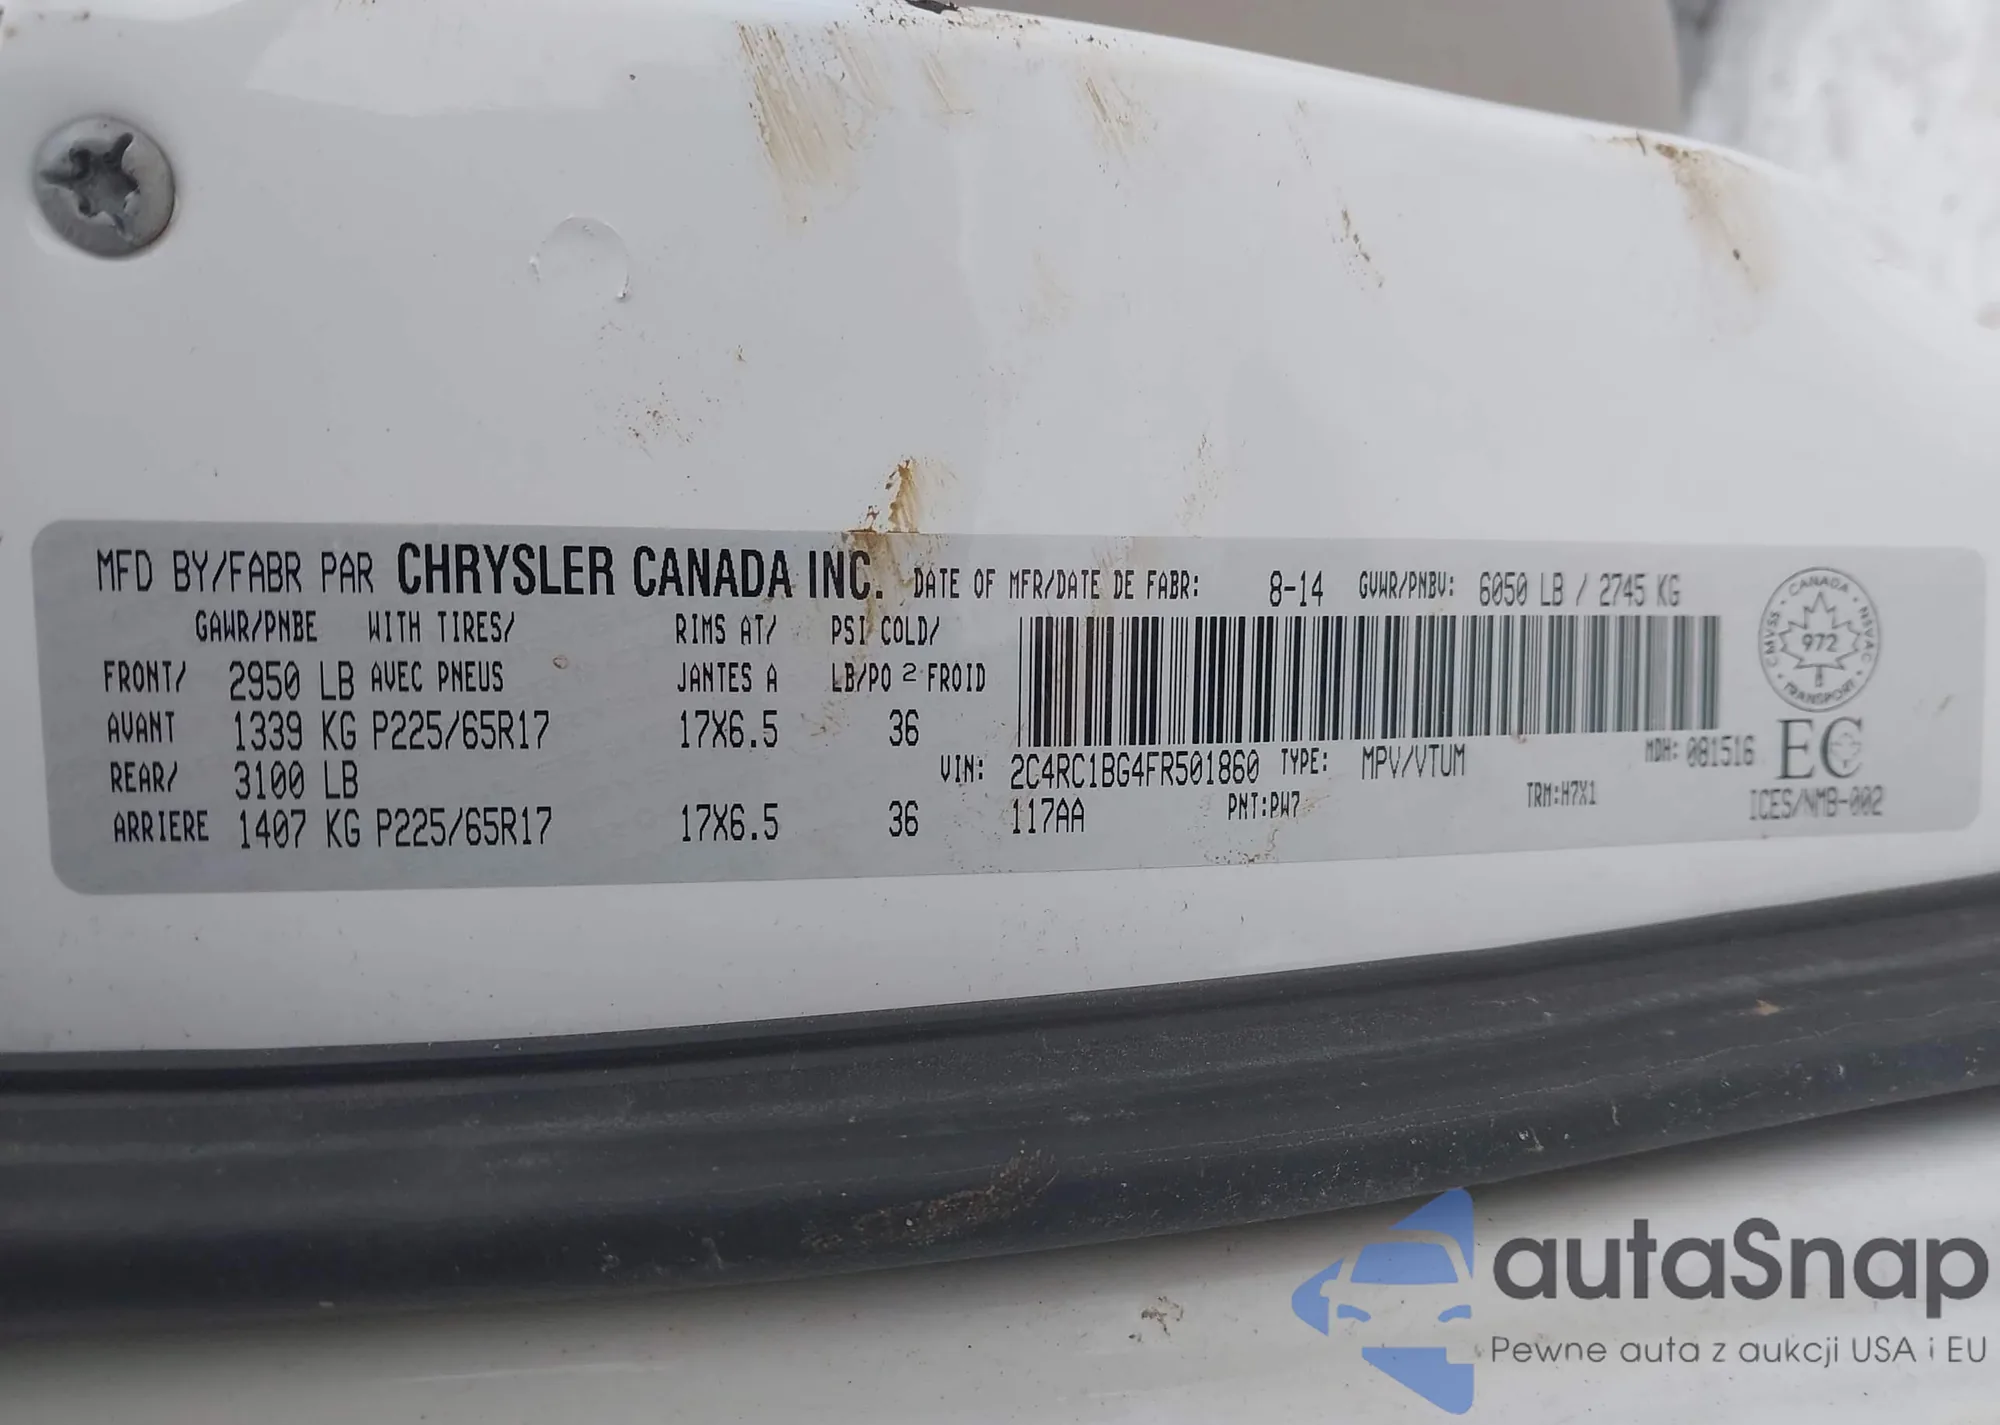 MFD BY/FABR PAR CHRYSLER CANADA INC. DATE OF MFR/DATE DE FABR: 8-14 GVWR/PNBV: 6050 LB / 2745 KG
GAWR/PNBE WITH TIRES/ RIMS AT/ PSI COLD/
FRONT/ 2950 LB AVEC PNEUS JANTES A LB/PO 2 FROID
AVANT 1339 KG P225/65R17 17X6.5 36
REAR/ 3100 LB
ARRIERE 1407 KG P225/65R17 17X6.5 36
VIN: 2C4RC1BG4FR501860 TYPE: MPV/VTUM MDH: 081516
117AA PNT:PW7 TRM:H7X1
CANADA
CMVSS NSVAC
972
TRANSPORT
EC
ICES/NMB-002
autaSnap
Pewne auta z aukcji USA i EU